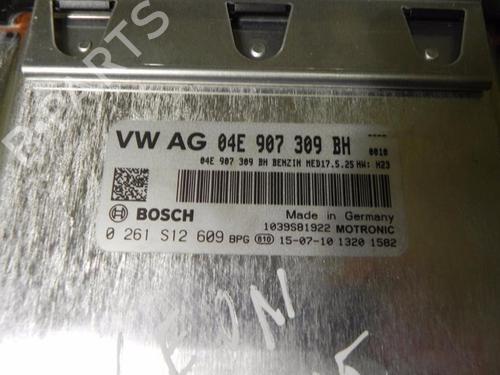 B-PARTS
VW AG 04E 907 309 BH ----
0010
04E 907 309 BH BENZIN MED17.5.25 HW: H23
BOSCH
Made in Germany
1039S81922 MOTRONIC
0 261 S12 609 BPG 810 15-07-10 1320 1582